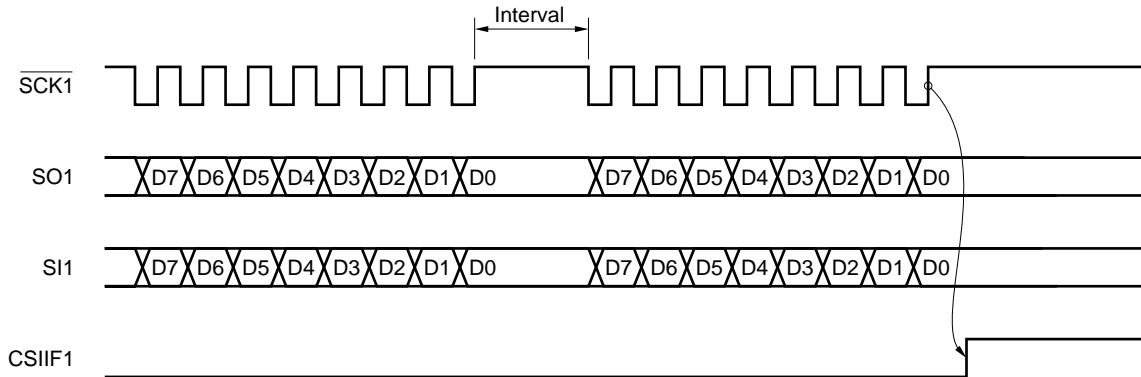 Interval
SCK1
SO1 D7 D6 D5 D4 D3 D2 D1 D0 D7 D6 D5 D4 D3 D2 D1 D0
SI1 D7 D6 D5 D4 D3 D2 D1 D0 D7 D6 D5 D4 D3 D2 D1 D0
CSIIF1